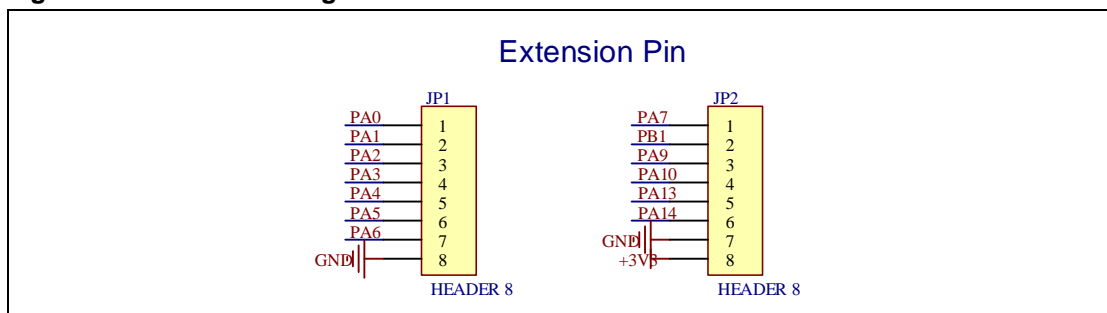 Extension Pin
JP1
PA0 1
PA1 2
PA2 3
PA3 4
PA4 5
PA5 6
PA6 7
GND 8
HEADER 8
JP2
PA7 1
PB1 2
PA9 3
PA10 4
PA13 5
PA14 6
GND 7
+3V3 8
HEADER 8